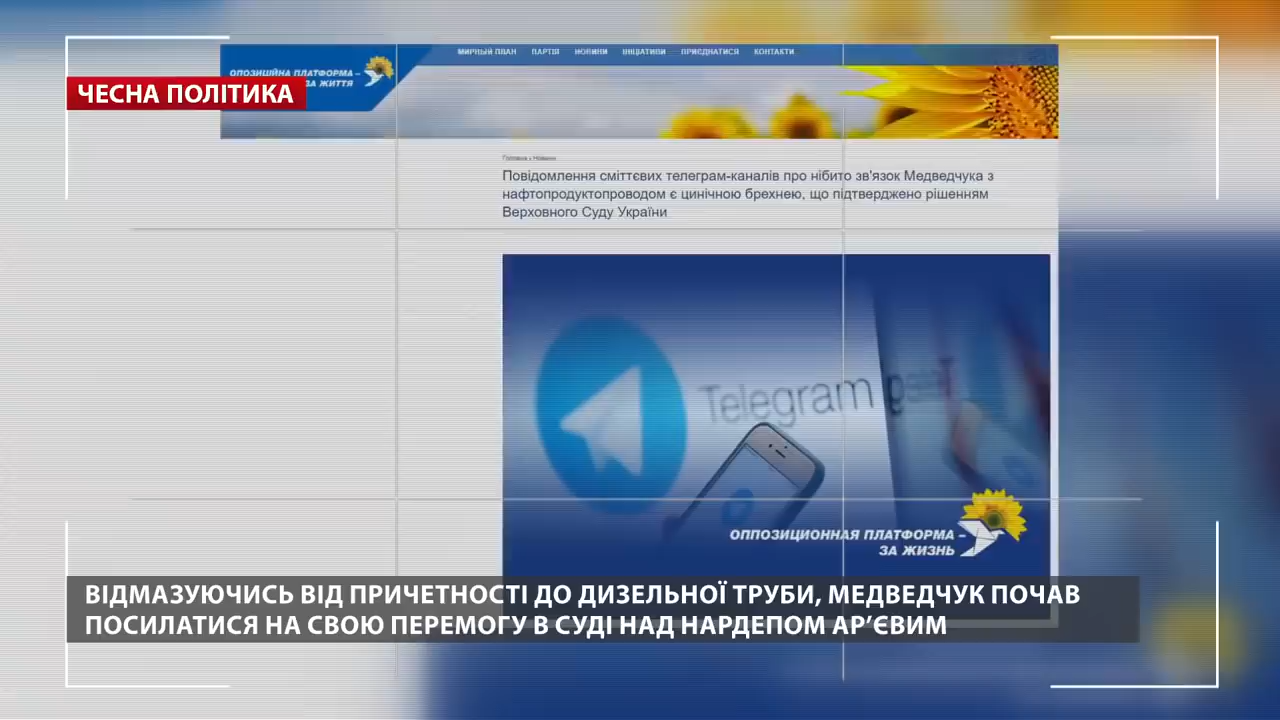 МИРНЫЙ ПЛАН ПАРТІЯ НОВИНИ ІНІЦІАТИВИ ПРИЄДНАТИСЯ КОНТАКТИ
ОПОЗИЦІЙНА ПЛАТФОРМА –
ЗА ЖИТТЯ
ЧЕСНА ПОЛІТИКА
Головна › Новини
Повідомлення сміттєвих телеграм-каналів про нібито зв'язок Медведчука з
нафтопродуктопроводом є цинічною брехнею, що підтверджено рішенням
Верховного Суду України
Telegram
ОППОЗИЦИОННАЯ ПЛАТФОРМА –
ЗА ЖИЗНЬ
ВІДМАЗУЮЧИСЬ ВІД ПРИЧЕТНОСТІ ДО ДИЗЕЛЬНОЇ ТРУБИ, МЕДВЕДЧУК ПОЧАВ
ПОСИЛАТИСЯ НА СВОЮ ПЕРЕМОГУ В СУДІ НАД НАРДЕПОМ АР’ЄВИМ